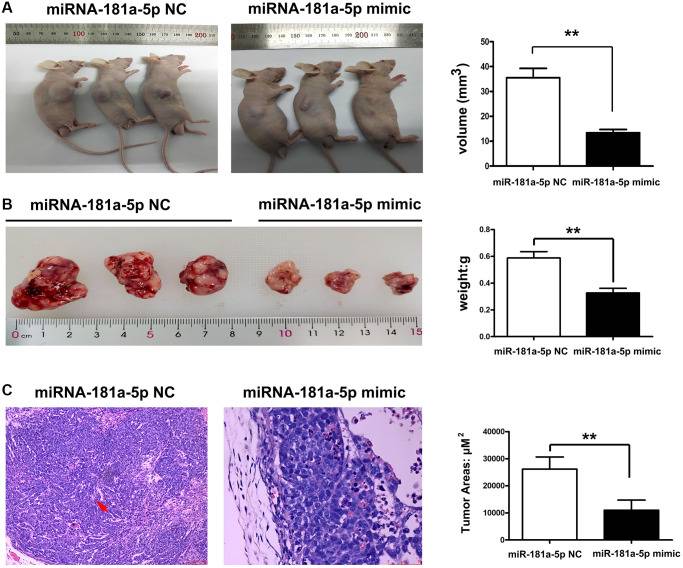 A
miRNA-181a-5p NC
miRNA-181a-5p mimic
100
200
200
**
volume (mm3)
50
40
30
20
10
0
miR-181a-5p NC
miR-181a-5p mimic
B
miRNA-181a-5p NC
miRNA-181a-5p mimic
0 cm 1 2 3 4 5 6 7 8 9 10 11 12 13 14 15
**
weight:g
0.8
0.6
0.4
0.2
0.0
miR-181a-5p NC
miR-181a-5p mimic
C
miRNA-181a-5p NC
miRNA-181a-5p mimic
**
Tumor Areas: µM2
40000
30000
20000
10000
0
miR-181a-5p NC
miR-181a-5p mimic